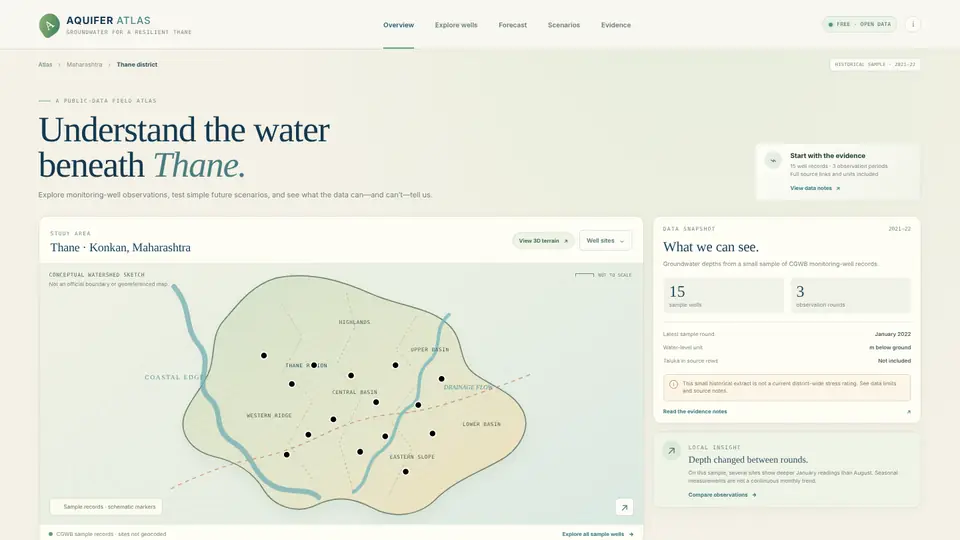 AQUIFER ATLAS
GROUNDWATER FOR A RESILIENT THANE
Overview
Explore wells
Forecast
Scenarios
Evidence
FREE · OPEN DATA
i
Atlas › Maharashtra › Thane district
HISTORICAL SAMPLE · 2021–22
A PUBLIC-DATA FIELD ATLAS
Understand the water
beneath Thane.
Explore monitoring-well observations, test simple future scenarios, and see what the data can—and can't—tell us.
Start with the evidence
15 well records · 3 observation periods
Full source links and units included
View data notes ↗
STUDY AREA
Thane · Konkan, Maharashtra
View 3D terrain ↗
Well sites
CONCEPTUAL WATERSHED SKETCH
Not an official boundary or georeferenced map.
NOT TO SCALE
HIGHLANDS
UPPER BASIN
COASTAL EDGE
CENTRAL BASIN
DRAINAGE FLOW
WESTERN RIDGE
LOWER BASIN
EASTERN SLOPE
Sample records · schematic markers
↗
CGWB sample records · sites not geocoded
Explore all sample wells →
DATA SNAPSHOT
2021–22
What we can see.
Groundwater depths from a small sample of CGWB monitoring-well records.
15
sample wells
3
observation rounds
Latest sample round
January 2022
Water-level unit
m below ground
Taluka in source rows
Not included
This small historical extract is not a current district-wide stress rating. See data limits
and source notes.
Read the evidence notes ↗
LOCAL INSIGHT
Depth changed between rounds.
On this sample, several sites show deeper January readings than August. Seasonal
measurements are not a continuous monthly trend.
Compare observations →